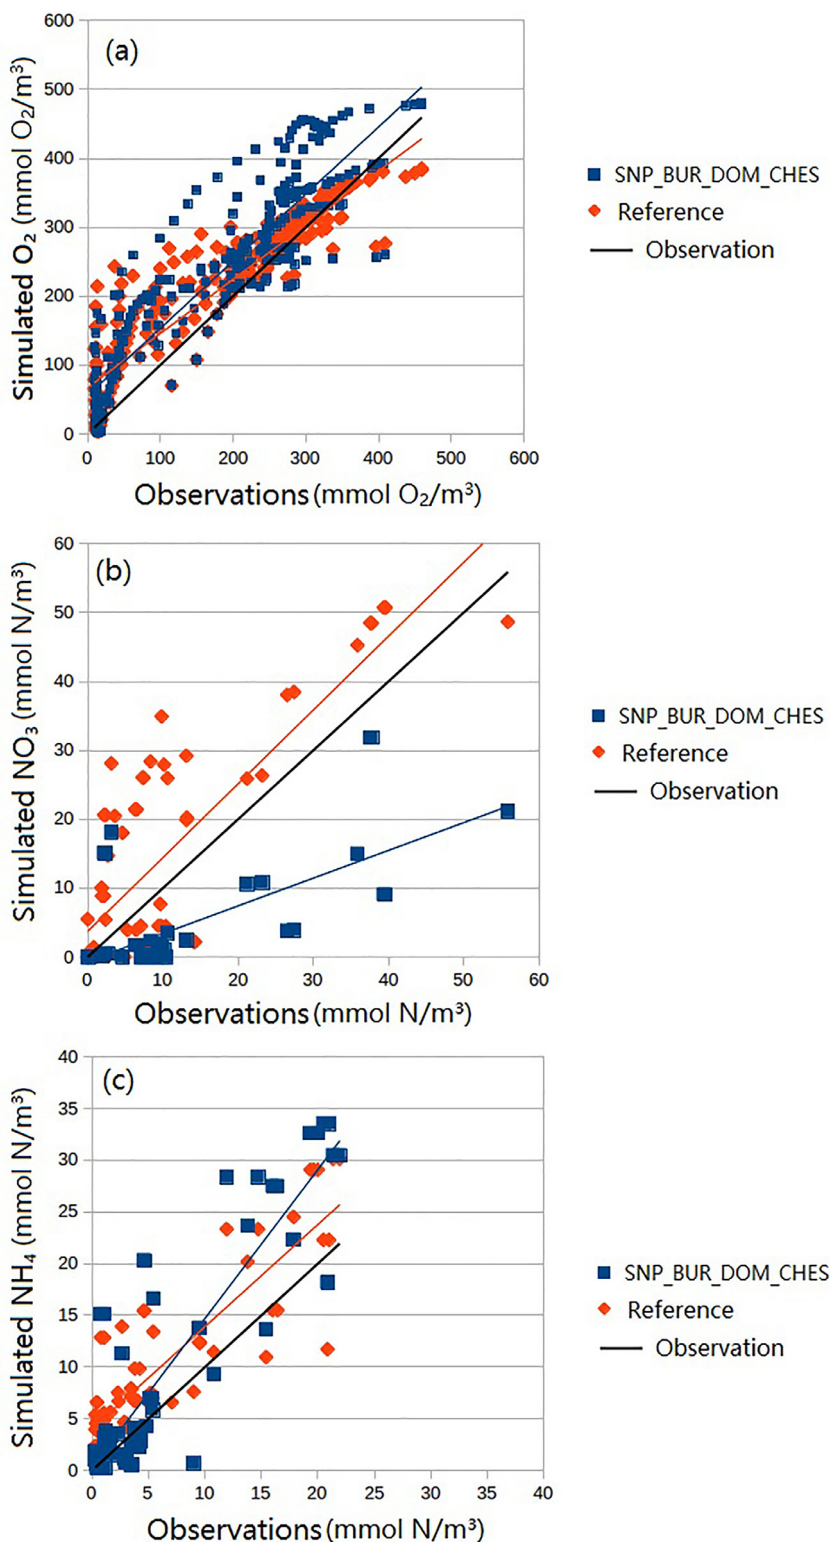 (a)
Simulated O₂ (mmol O₂/m³)
600
500
400
300
200
100
0
0 100 200 300 400 500 600
Observations (mmol O₂/m³)
SNP_BUR_DOM_CHES
Reference
Observation
(b)
Simulated NO₃ (mmol N/m³)
60
50
40
30
20
10
0
0 10 20 30 40 50 60
Observations (mmol N/m³)
SNP_BUR_DOM_CHES
Reference
Observation
(c)
Simulated NH₄ (mmol N/m³)
40
35
30
25
20
15
10
5
0
0 5 10 15 20 25 30 35 40
Observations (mmol N/m³)
SNP_BUR_DOM_CHES
Reference
Observation